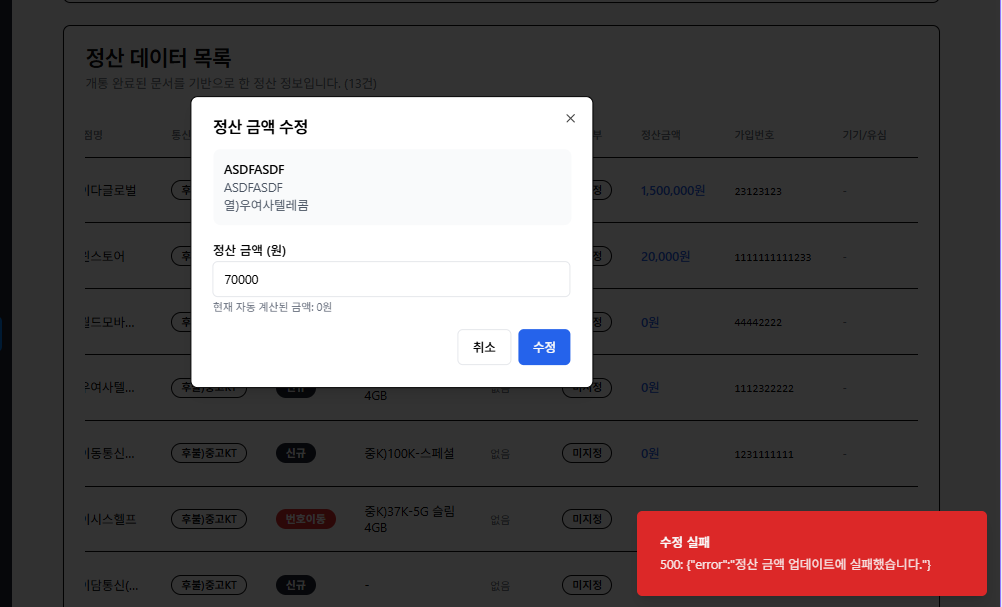 정산 데이터 목록
개통 완료된 문서를 기반으로 한 정산 정보입니다. (13건)
점명 통신 부 정산금액 가입번호 기기/유심
다글로벌 후 정 1,500,000원 23123123 -
스토어 후 정 20,000원 1111111111233 -
드모바... 후 정 0원 44442222 -
우여사텔... 후불)중고KT 신규 4GB 없음 미지정 0원 1112322222 -
동통신... 후불)중고KT 신규 중K)100K-스페셜 없음 미지정 0원 1231111111 -
시스헬프 후불)중고KT 번호이동 중K)37K-5G 슬림 4GB 없음 미지정
담통신(... 후불)중고KT 신규 - 없음 미지정
정산 금액 수정
ASDFASDF
ASDFASDF
열)우여사텔레콤
정산 금액 (원)
70000
현재 자동 계산된 금액: 0원
취소 수정
수정 실패
500: {"error":"정산 금액 업데이트에 실패했습니다."}